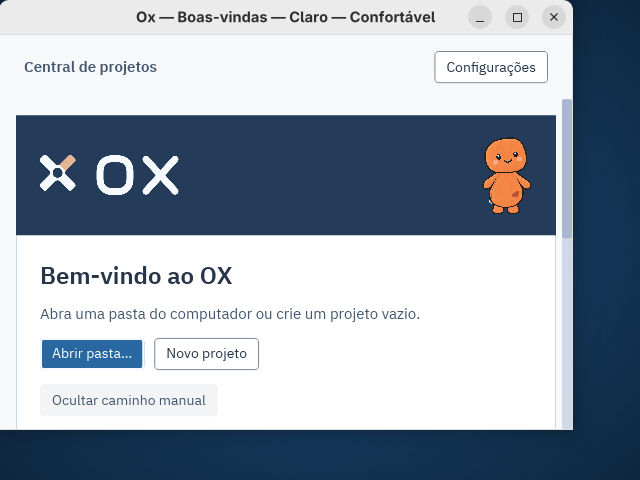 Ox — Boas-vindas — Claro — Confortável
Central de projetos
Configurações
OX
Bem-vindo ao OX
Abra uma pasta do computador ou crie um projeto vazio.
Abrir pasta...
Novo projeto
Ocultar caminho manual